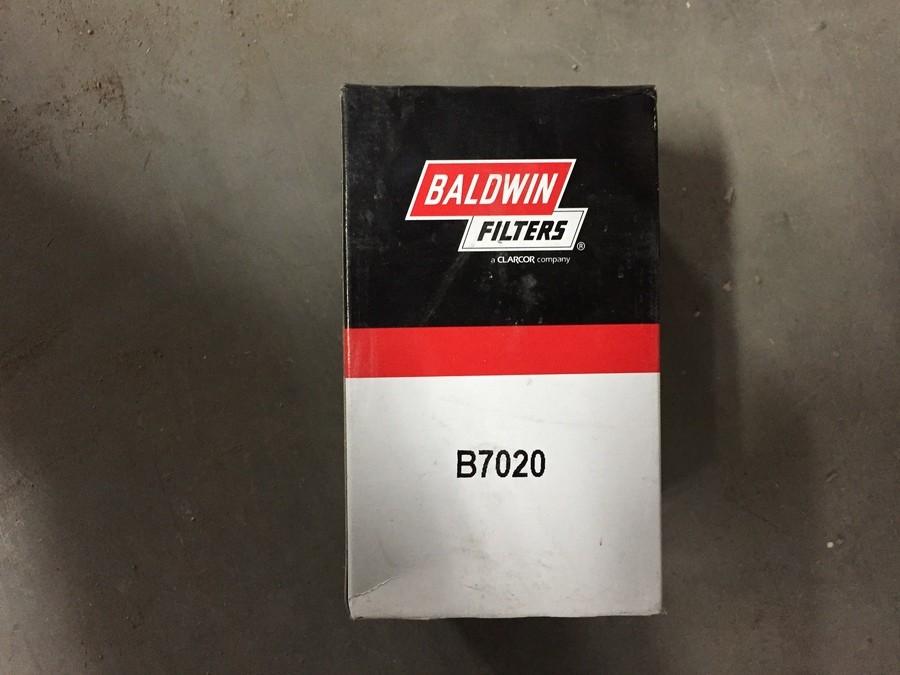 BALDWIN
FILTERS
®
a CLARCOR company
B7020